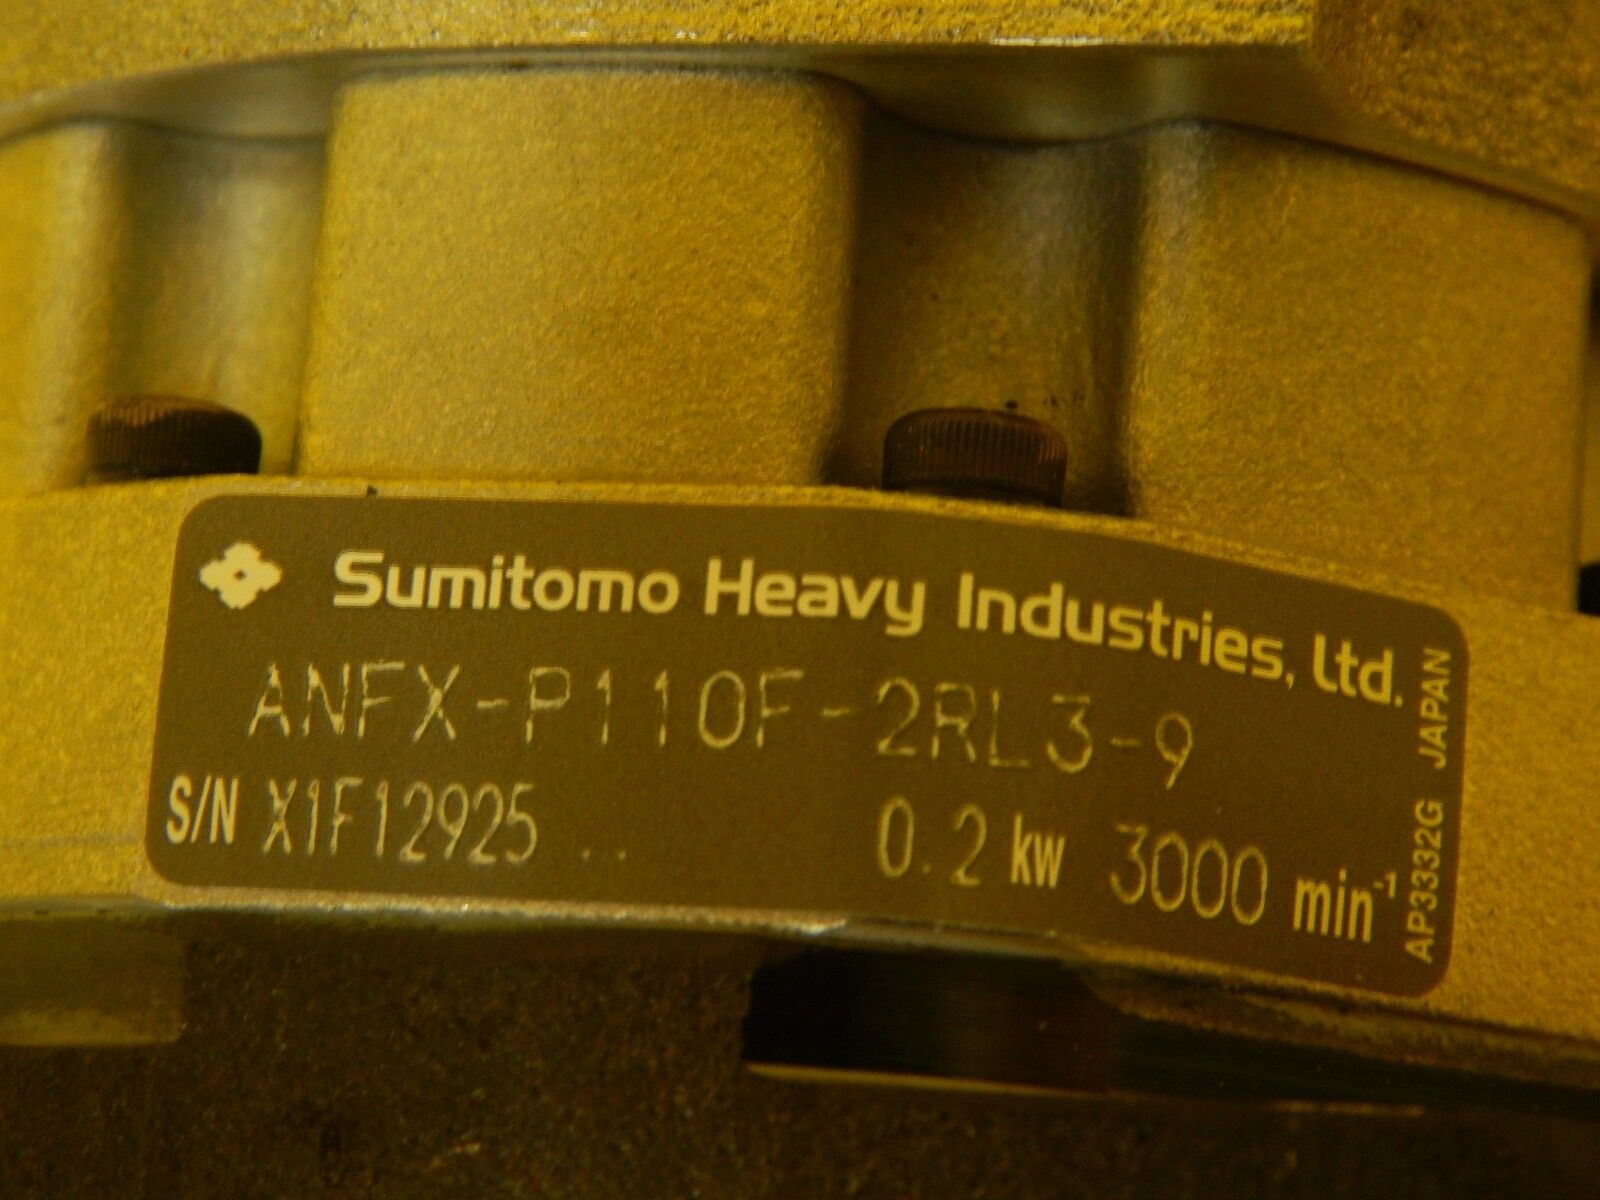 Sumitomo Heavy Industries, Ltd.
ANFX-P110F-2RL3-9
S/N X1F12925 .. 0.2 kw 3000 min⁻¹
AP3332G JAPAN